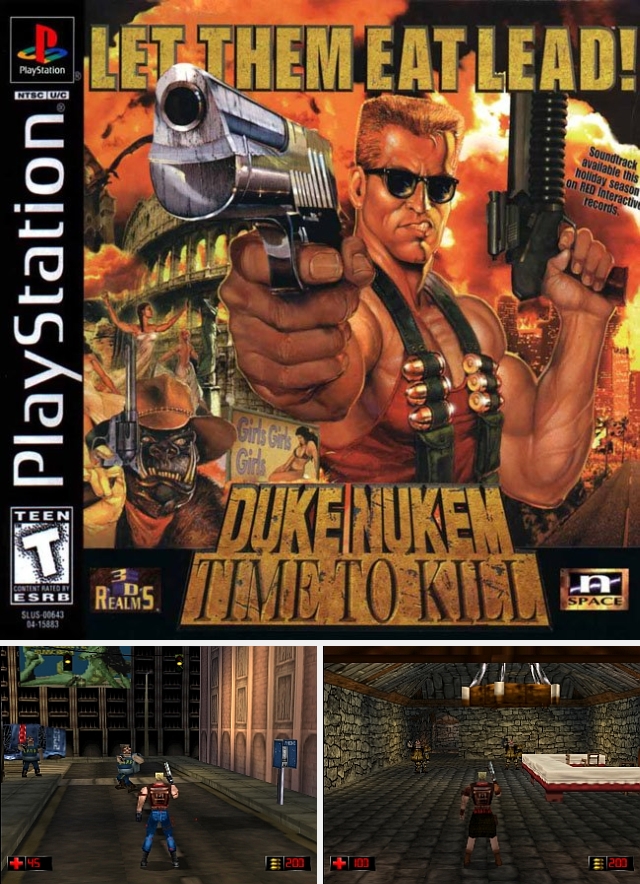 PlayStation
NTSC U/C
PlayStation
TEEN
T
CONTENT RATED BY
ESRB
SLUS-00643
04-15883
LET THEM EAT LEAD!
Soundtrack
available this
holiday season
on RED Interactive
records.
Girls Girls
Girls
DUKE NUKEM
TIME TO KILL
3D
REALMS
n
SPACE
45
200
100
200